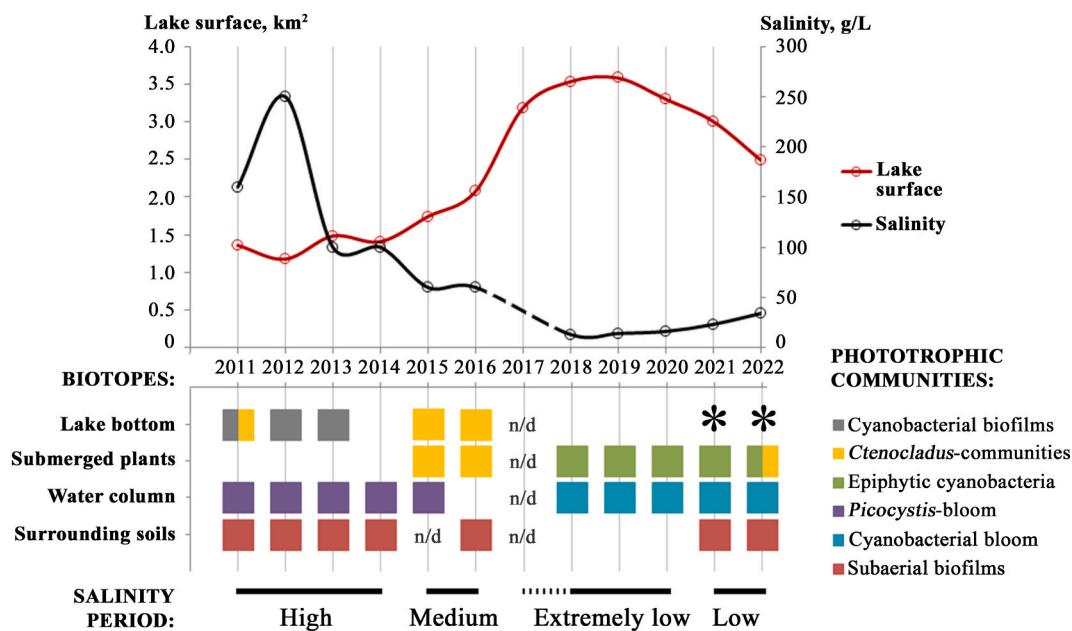 Lake surface, km²
Salinity, g/L
4.0
3.5
3.0
2.5
2.0
1.5
1.0
0.5
0
300
250
200
150
100
50
0
Lake
surface
Salinity
BIOTOPES:
2011 2012 2013 2014 2015 2016 2017 2018 2019 2020 2021 2022
Lake bottom n/d * *
Submerged plants n/d
Water column n/d
Surrounding soils n/d n/d
SALINITY
PERIOD:
High Medium Extremely low Low
PHOTOTROPHIC
COMMUNITIES:
Cyanobacterial biofilms
Ctenocladus-communities
Epiphytic cyanobacteria
Picocystis-bloom
Cyanobacterial bloom
Subaerial biofilms